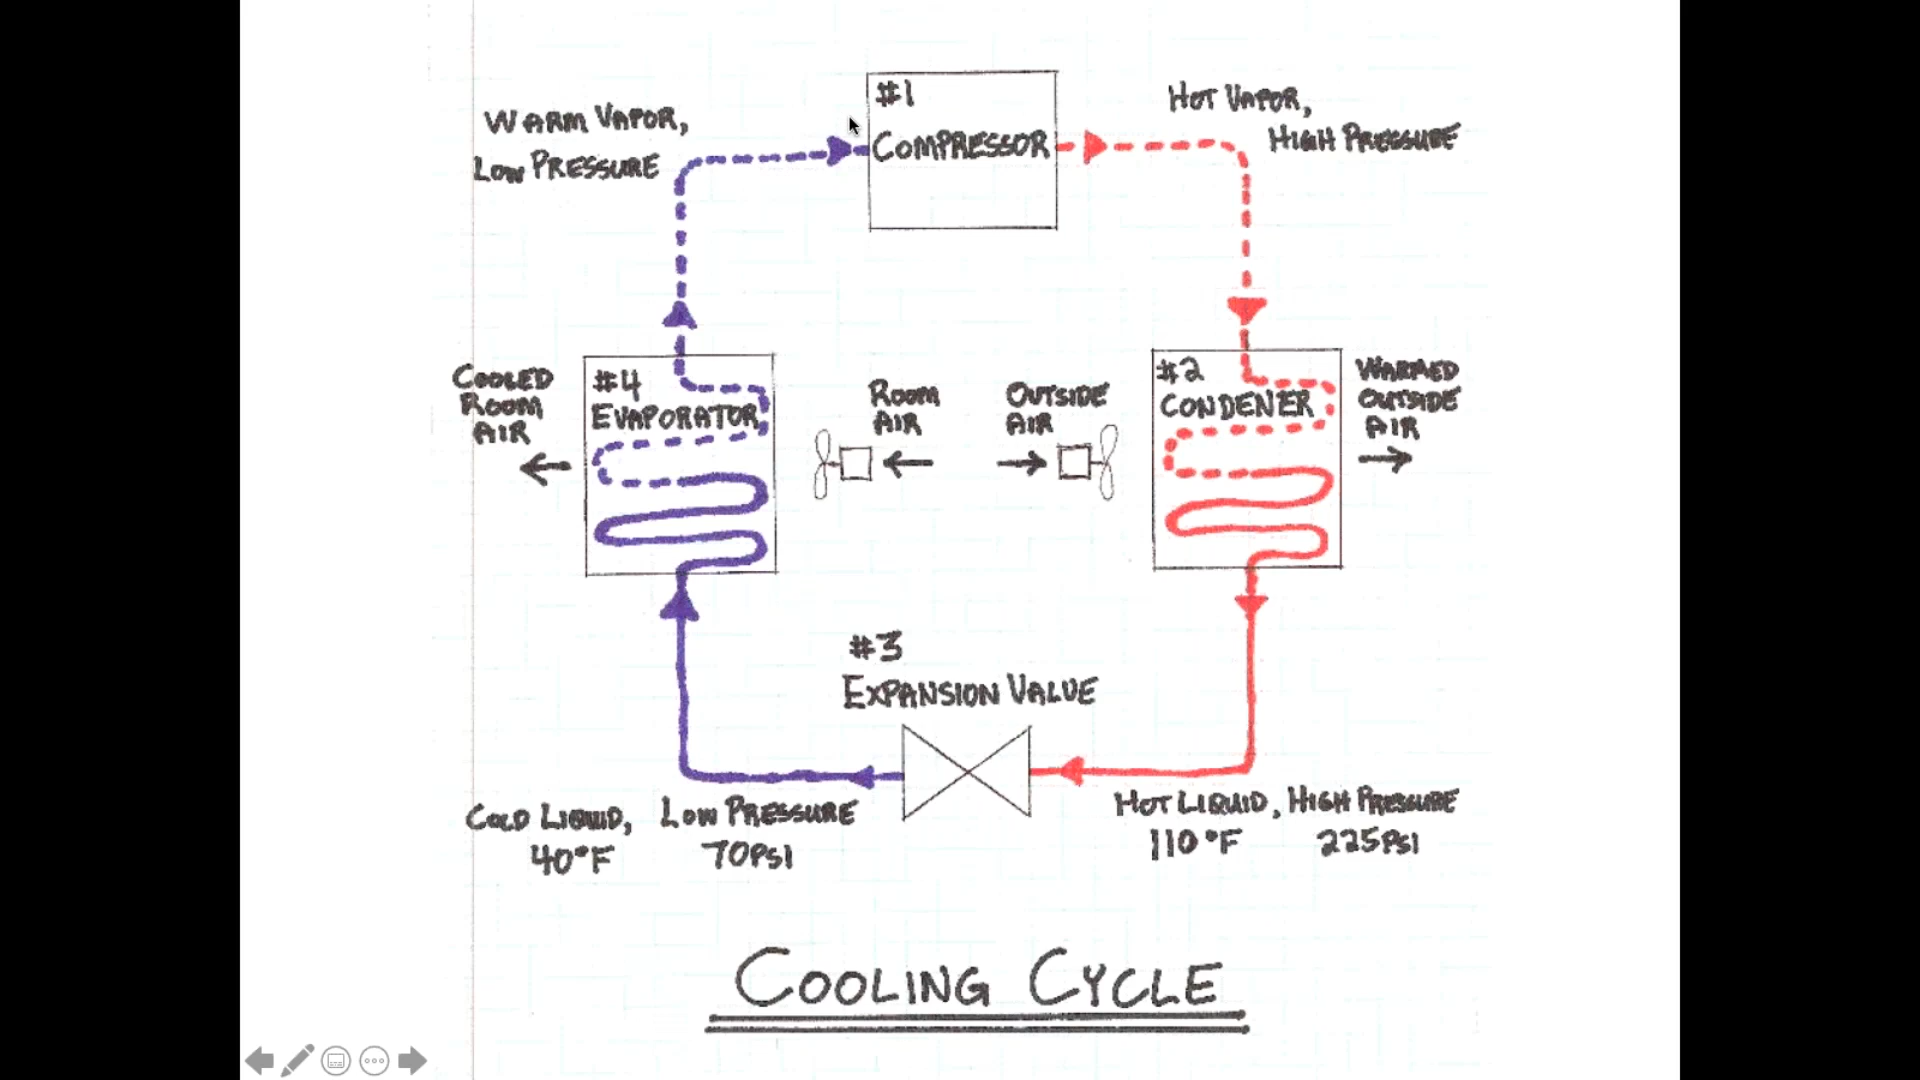 #1
COMPRESSOR
WARM VAPOR,
LOW PRESSURE
HOT VAPOR,
HIGH PRESSURE
COOLED
ROOM
AIR
#4
EVAPORATOR
ROOM
AIR
OUTSIDE
AIR
#2
CONDENER
WARMED
OUTSIDE
AIR
#3
EXPANSION VALUE
COLD LIQUID, LOW PRESSURE
40°F 70PSI
HOT LIQUID, HIGH PRESSURE
110°F 225PSI
COOLING CYCLE